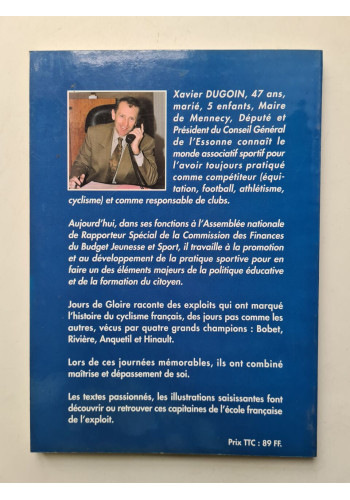 Xavier DUGOIN, 47 ans,
marié, 5 enfants, Maire
de Mennecy, Député et
Président du Conseil Général
de l'Essonne connaît le
monde associatif sportif pour
l'avoir toujours pratiqué
comme compétiteur (équi-
tation, football, athlétisme,
cyclisme) et comme responsable de clubs.
Aujourd'hui, dans ses fonctions à l'Assemblée nationale
de Rapporteur Spécial de la Commission des Finances
du Budget Jeunesse et Sport, il travaille à la promotion
et au développement de la pratique sportive pour en
faire un des éléments majeurs de la politique éducative
et de la formation du citoyen.
Jours de Gloire raconte des exploits qui ont marqué
l'histoire du cyclisme français, des jours pas comme les
autres, vécus par quatre grands champions : Bobet,
Rivière, Anquetil et Hinault.
Lors de ces journées mémorables, ils ont combiné
maîtrise et dépassement de soi.
Les textes passionnés, les illustrations saisissantes font
découvrir ou retrouver ces capitaines de l'école française
de l'exploit.
Prix TTC : 89 FF.